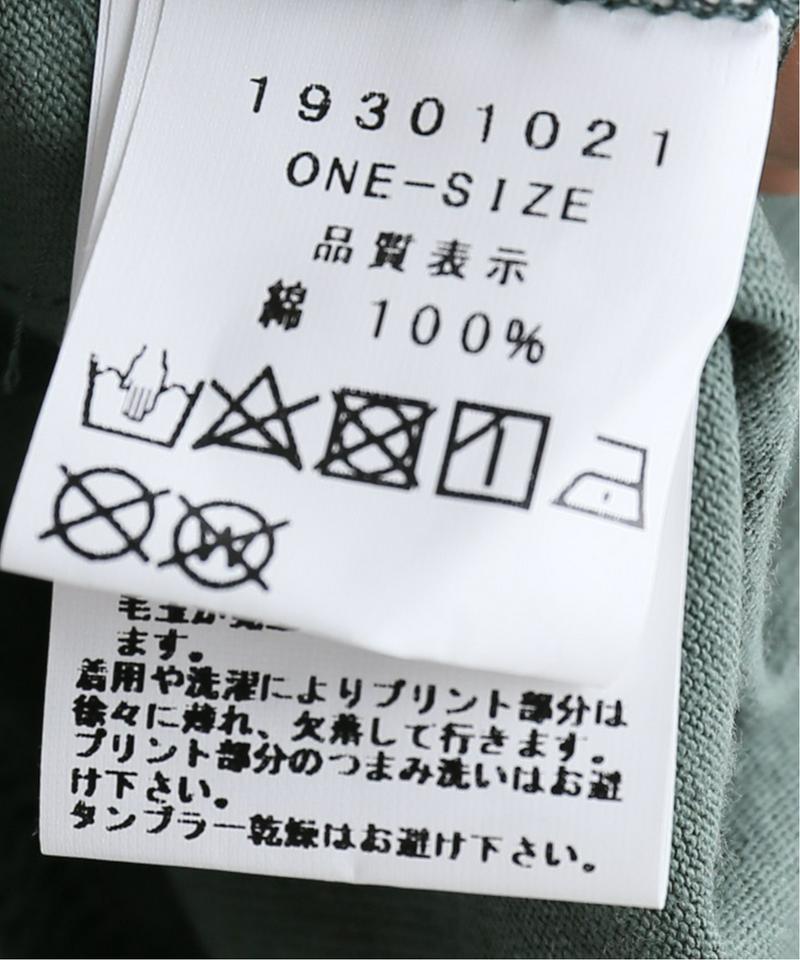 19301021
ONE-SIZE
品質表示
綿 100%
ます。
着用や洗濯によりプリント部分は
徐々に薄れ、欠落して行きます。
プリント部分のつまみ洗いはお避
け下さい。
タンブラー乾燥はお避け下さい。